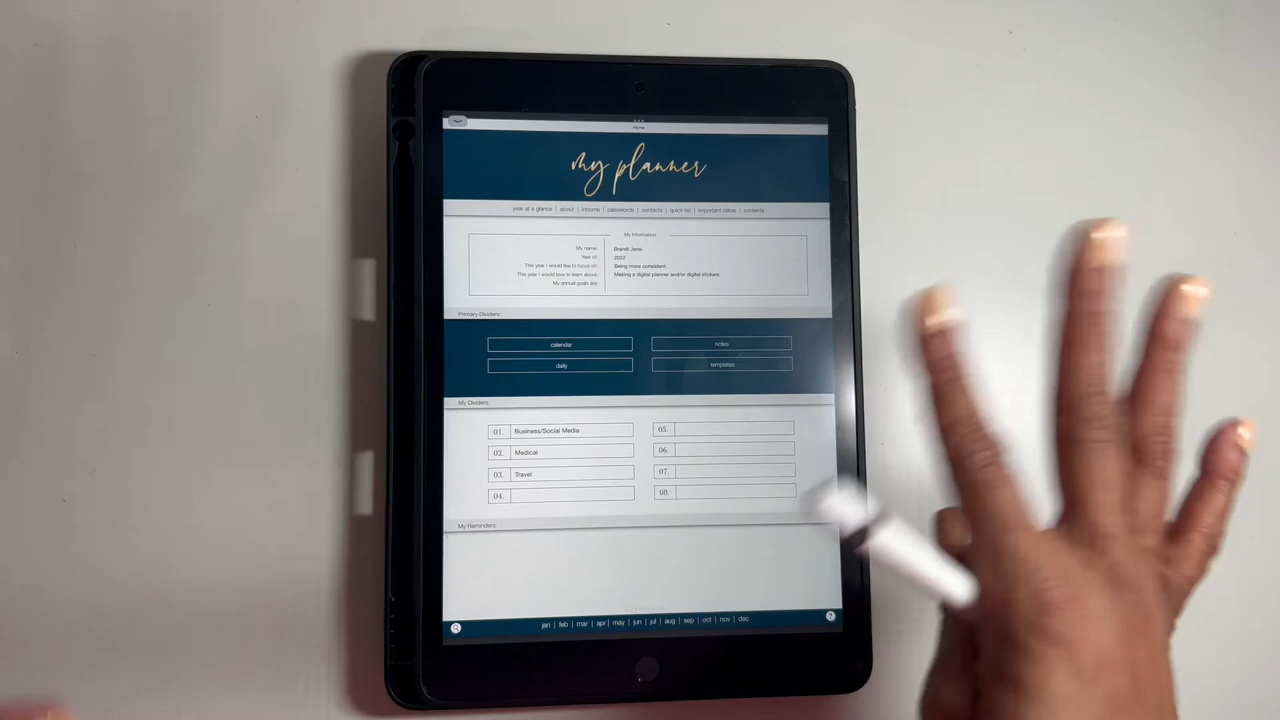 Home
my planner
year at a glance | about | income | passwords | contacts | quick list | important dates | contents
My Information
My name: Brandi Janei
Year of: 2022
This year I would like to focus on: Being more consistent.
This year I would love to learn about: Making a digital planner and/or digital stickers
My annual goals are:
Primary Dividers:
calendar notes
daily templates
My Dividers:
01. Business/Social Media 05.
02. Medical 06.
03. Travel 07.
04. 08.
My Reminders:
jan | feb | mar | apr | may | jun | jul | aug | sep | oct | nov | dec ?